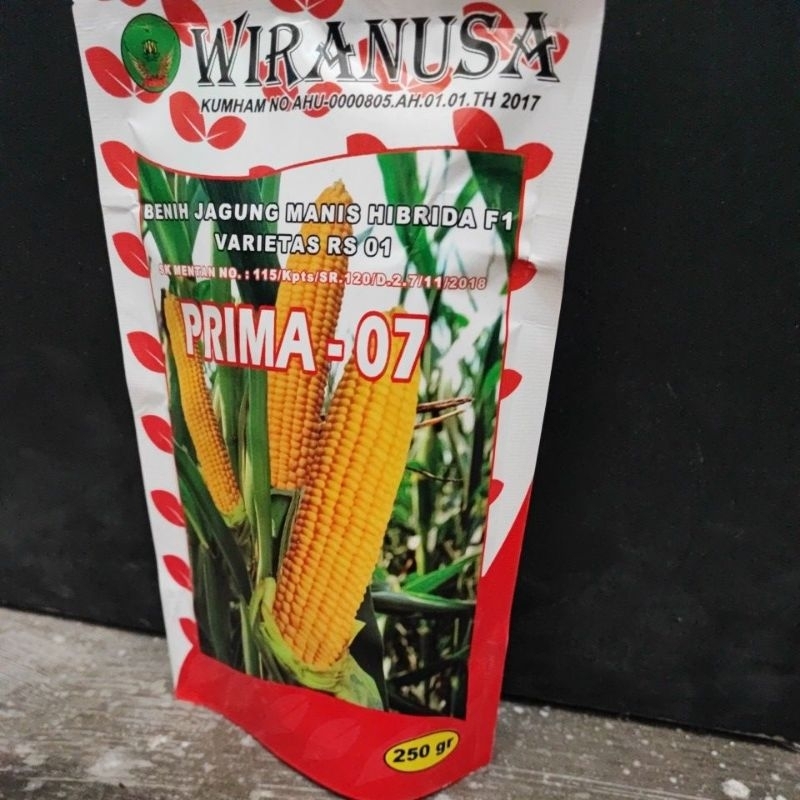 WIRANUSA
KUMHAM NO AHU-0000805.AH.01.01.TH 2017
BENIH JAGUNG MANIS HIBRIDA F1
VARIETAS RS 01
SK MENTAN NO. : 115/Kpts/SR.120/D.2.7/11/2018
PRIMA - 07
250 gr